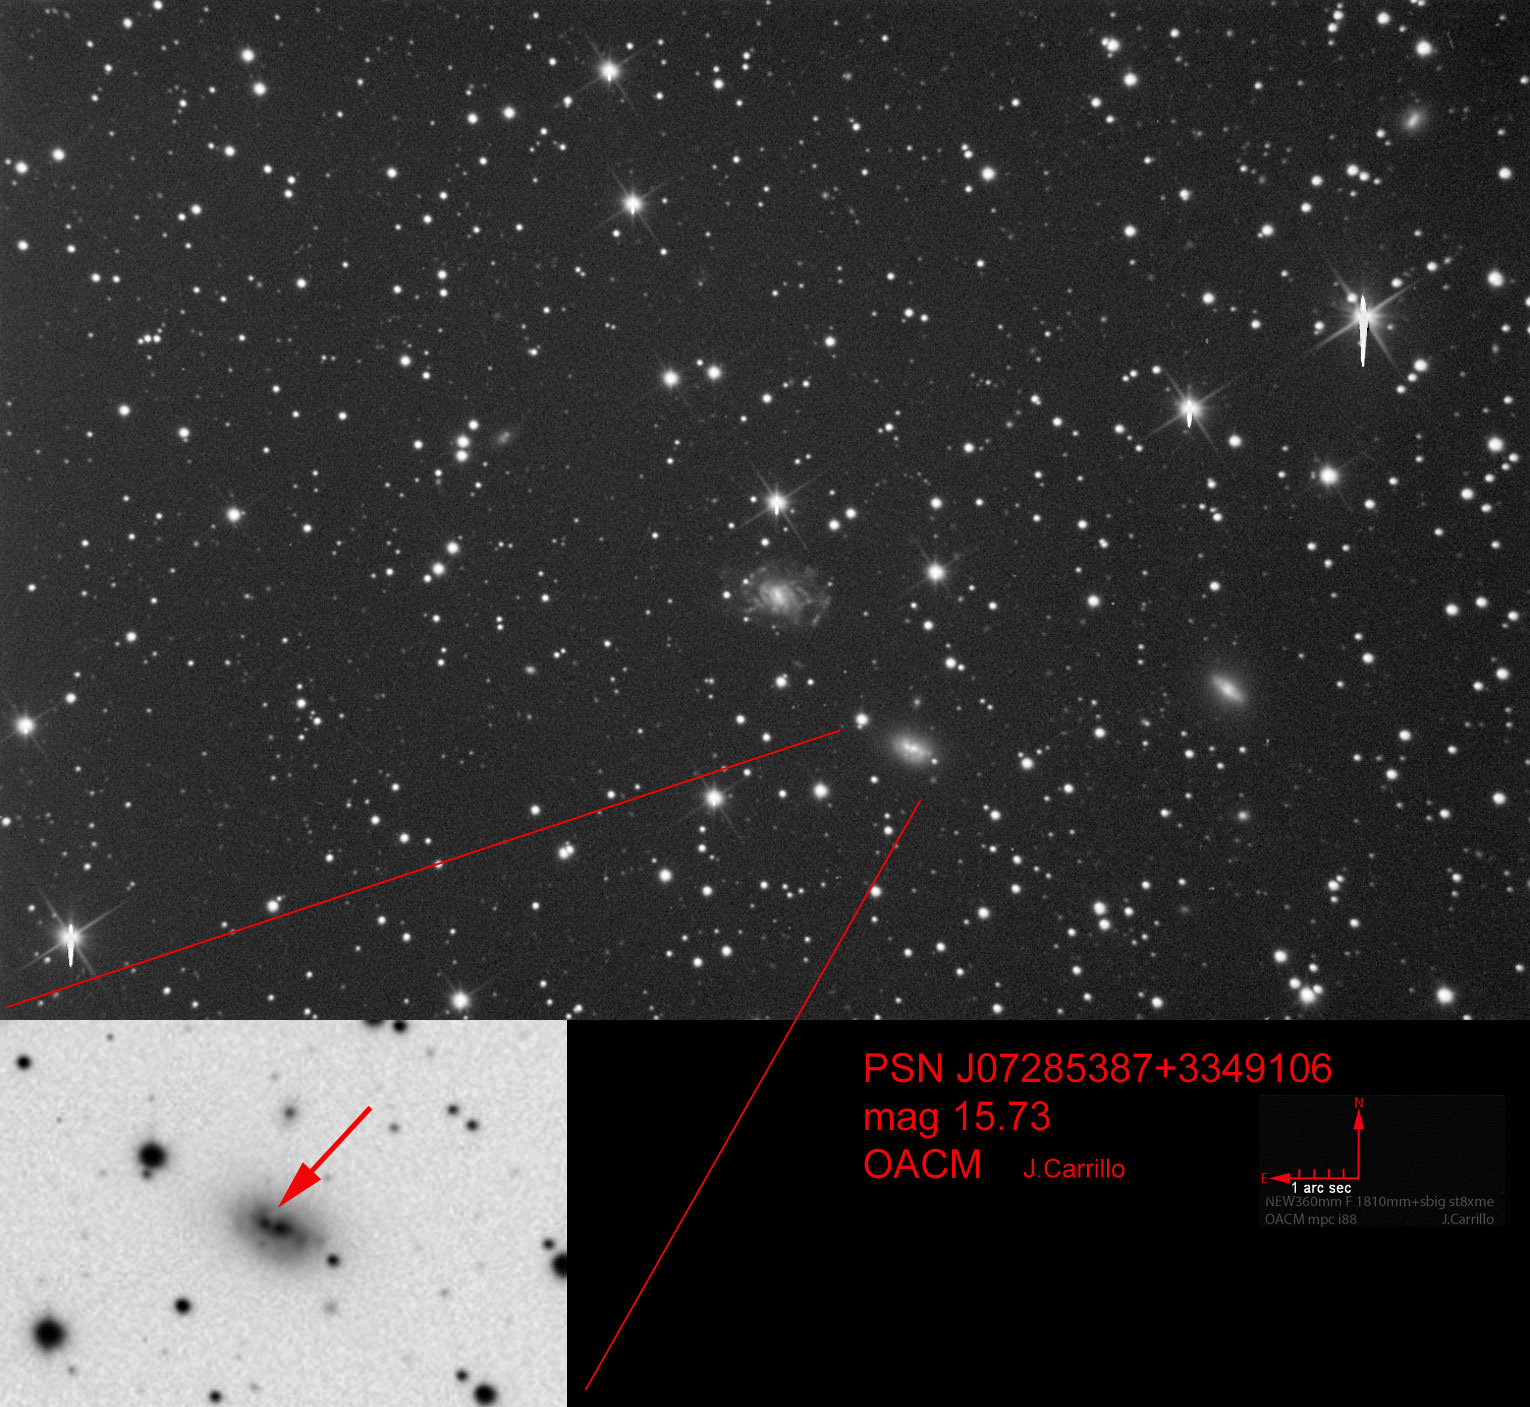 PSN J07285387+3349106
mag 15.73
OACM J.Carrillo
N
E
1 arc sec
NEW360mm F 1810mm+sbig st8xme
OACM mpc i88 J.Carrillo